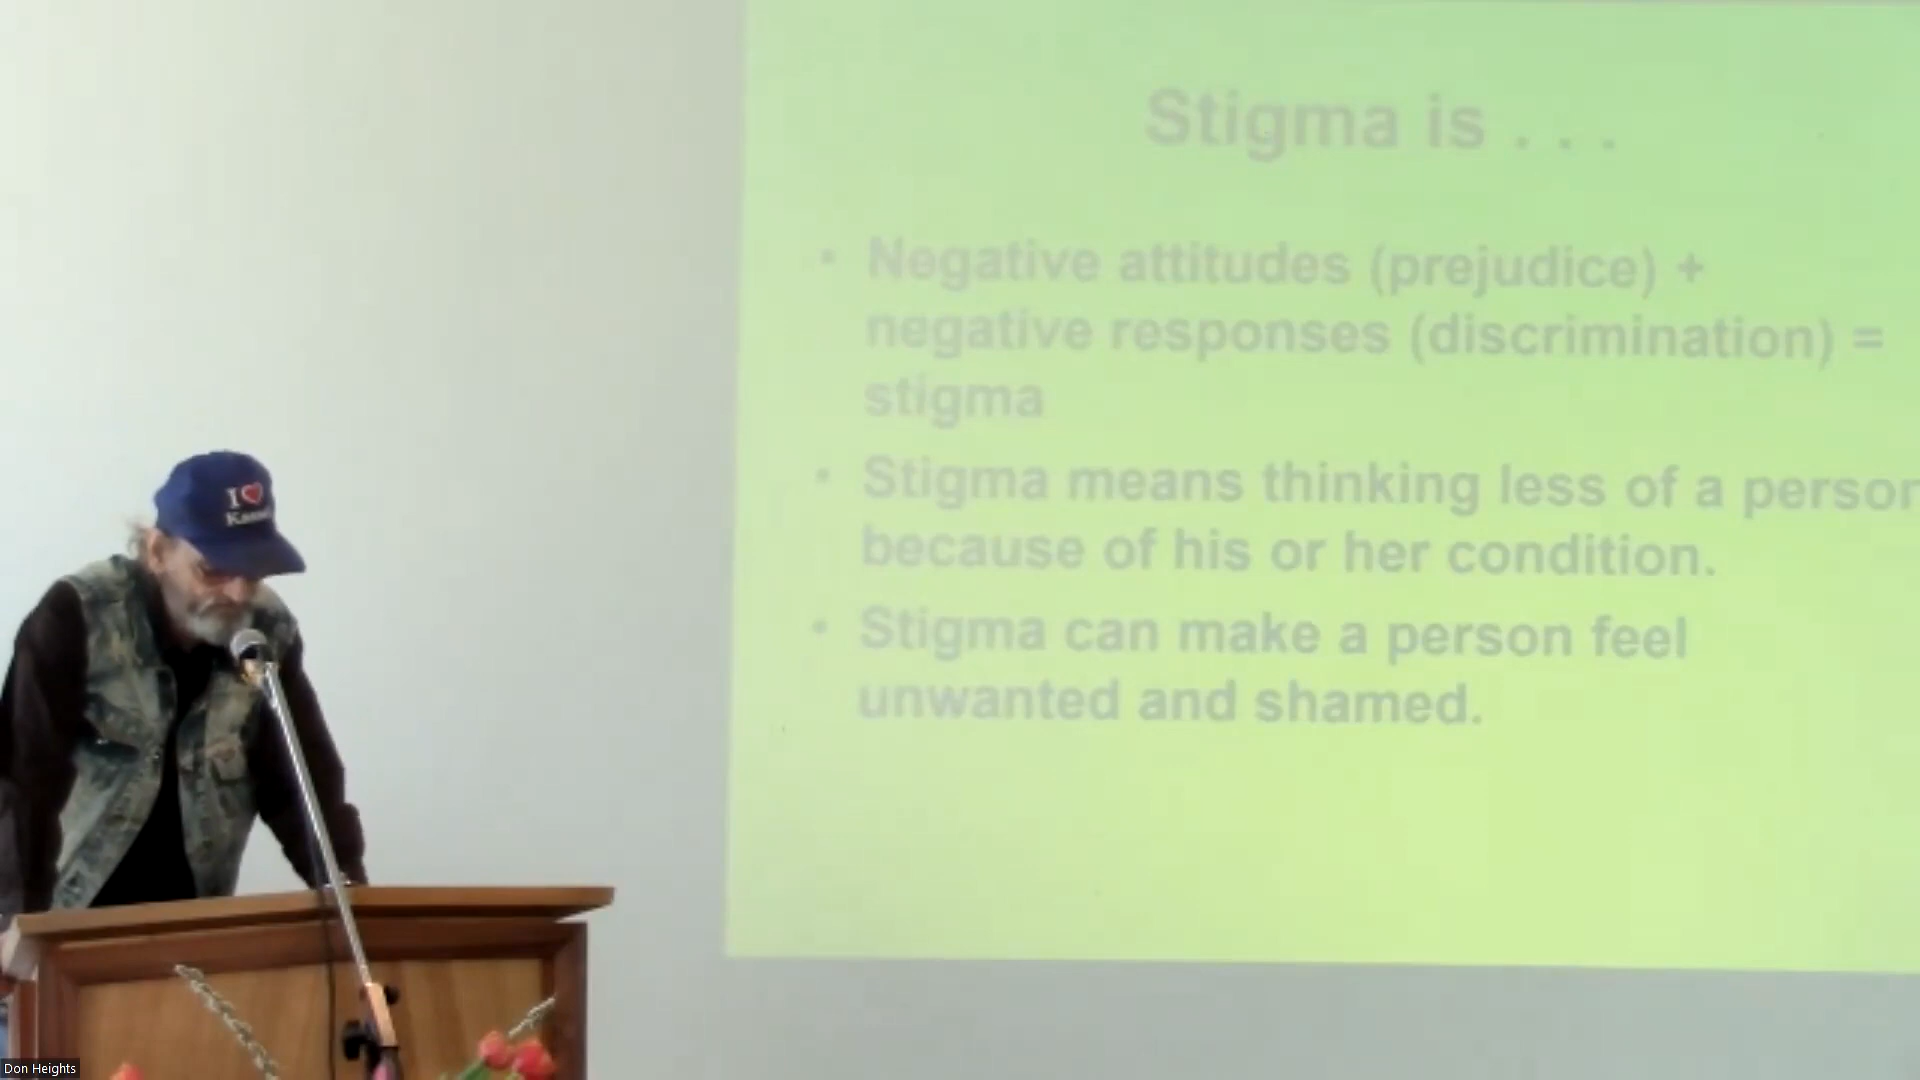 Stigma is . . .
• Negative attitudes (prejudice) +
negative responses (discrimination) =
stigma
• Stigma means thinking less of a person
because of his or her condition.
• Stigma can make a person feel
unwanted and shamed.
I ❤
Don Heights